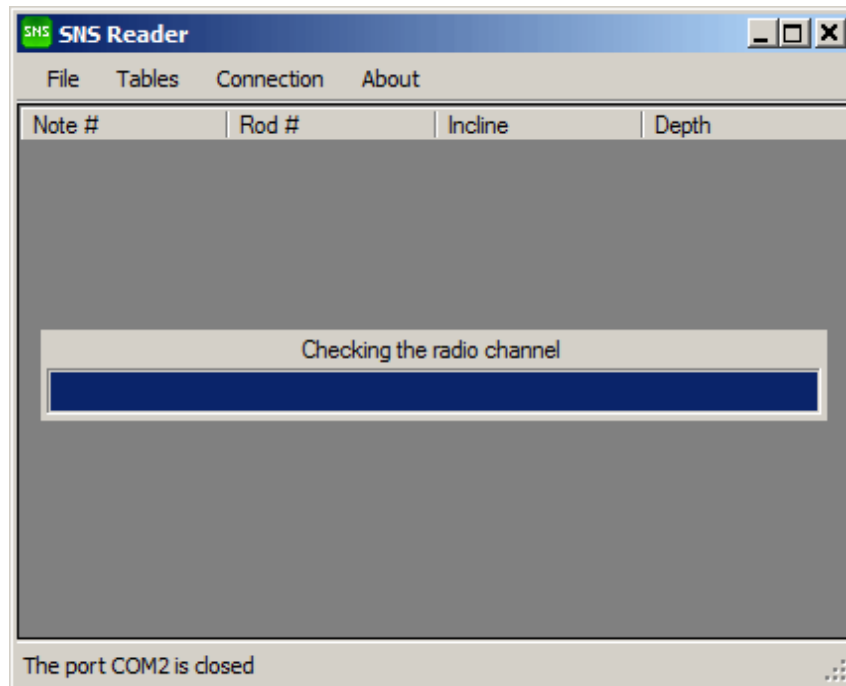 SNS SNS Reader
File Tables Connection About
Note # Rod # Incline Depth
Checking the radio channel
The port COM2 is closed